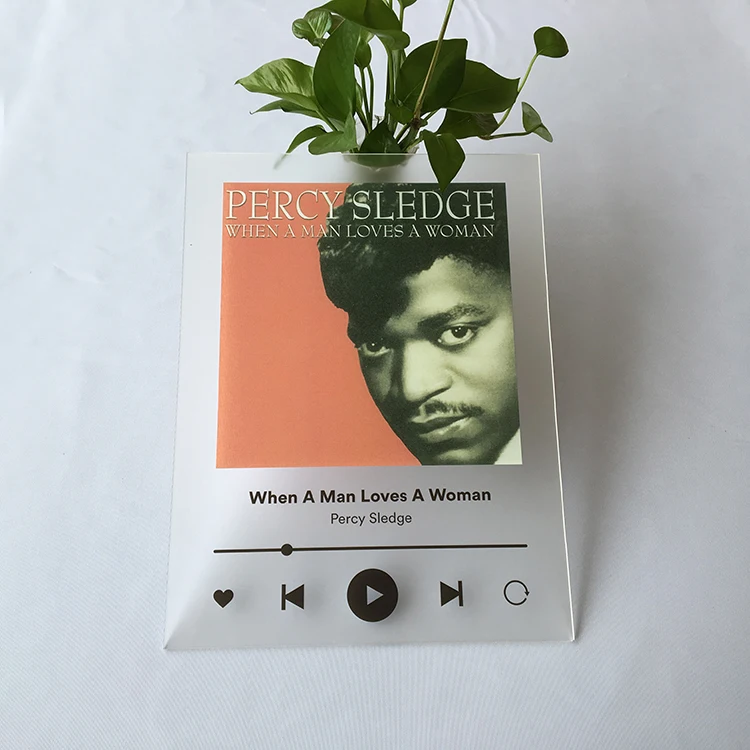 PERCY SLEDGE
WHEN A MAN LOVES A WOMAN
When A Man Loves A Woman
Percy Sledge